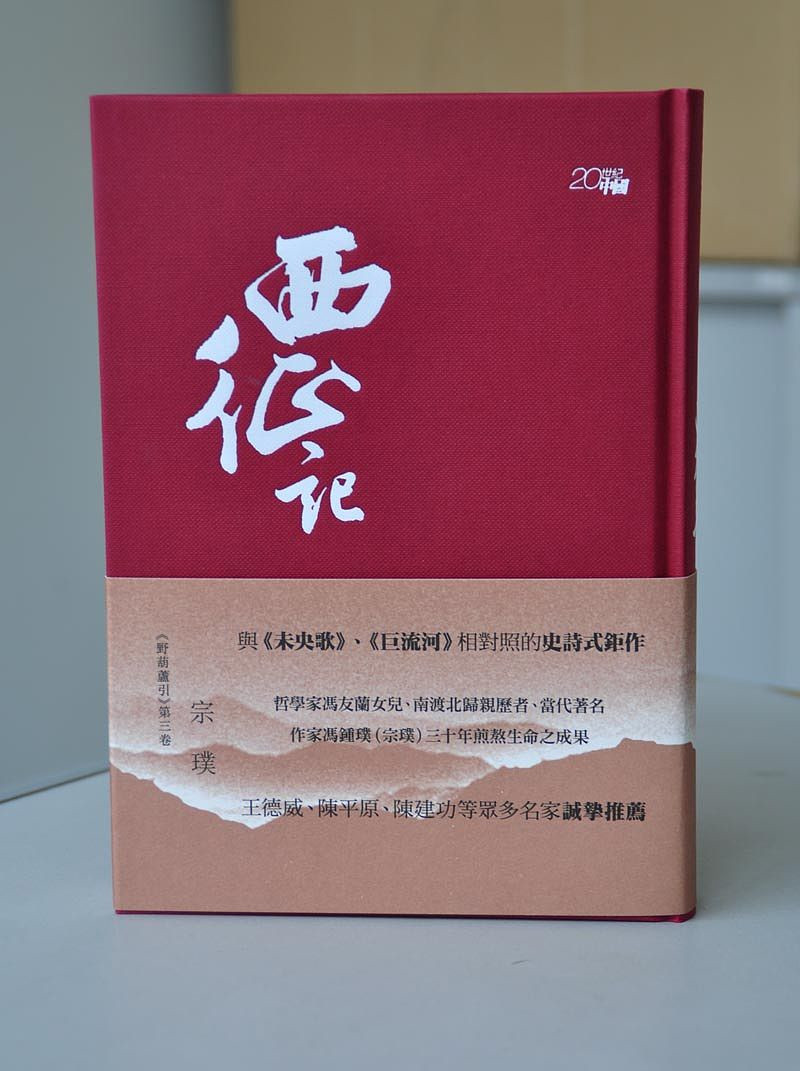 20世紀中國
西征記
與《未央歌》、《巨流河》相對照的史詩式鉅作
哲學家馮友蘭女兒、南渡北歸親歷者、當代著名
作家馮鍾璞(宗璞)三十年煎熬生命之成果
王德威、陳平原、陳建功等眾多名家誠摯推薦
宗璞
《野葫蘆引》第三卷